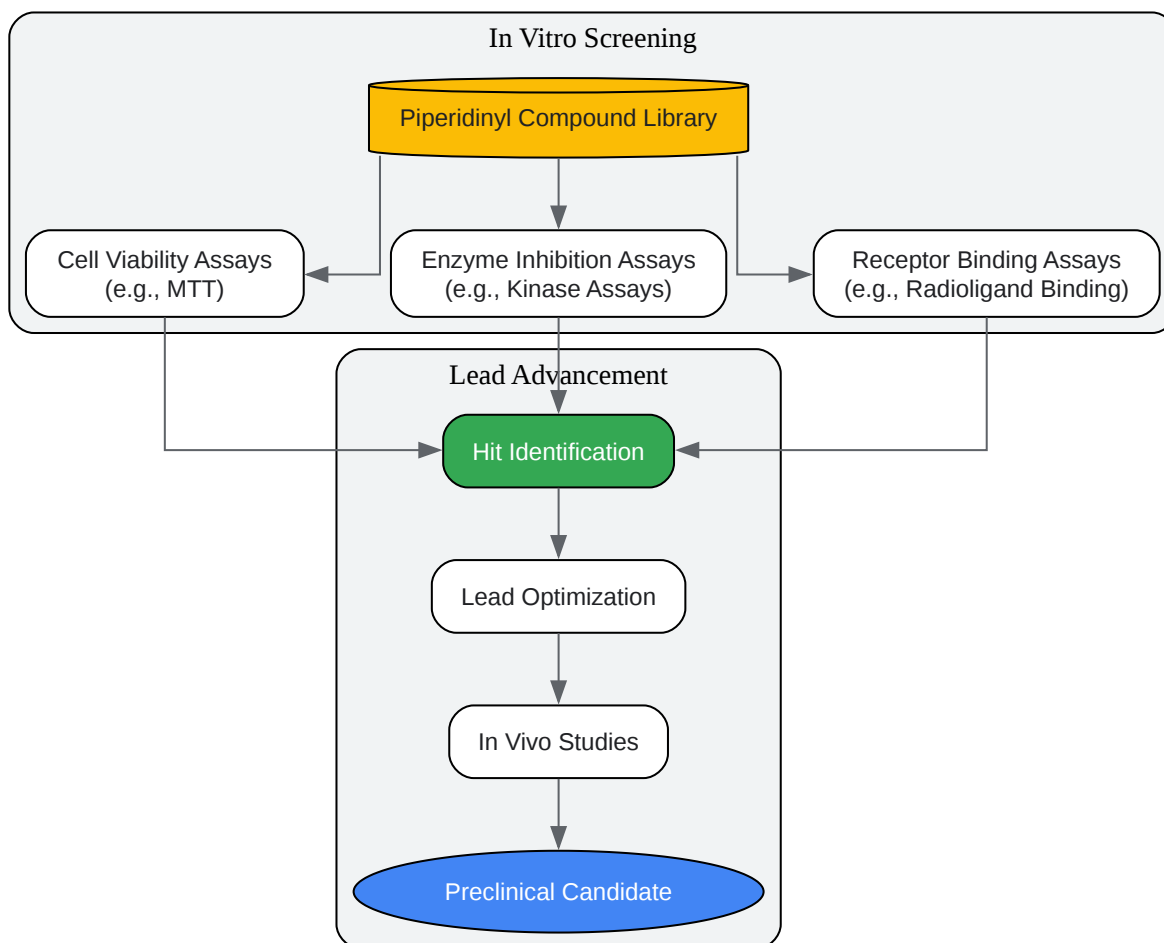 In Vitro Screening
Piperidinyl Compound Library
Cell Viability Assays
(e.g., MTT)
Enzyme Inhibition Assays
(e.g., Kinase Assays)
Receptor Binding Assays
(e.g., Radioligand Binding)
Lead Advancement
Hit Identification
Lead Optimization
In Vivo Studies
Preclinical Candidate